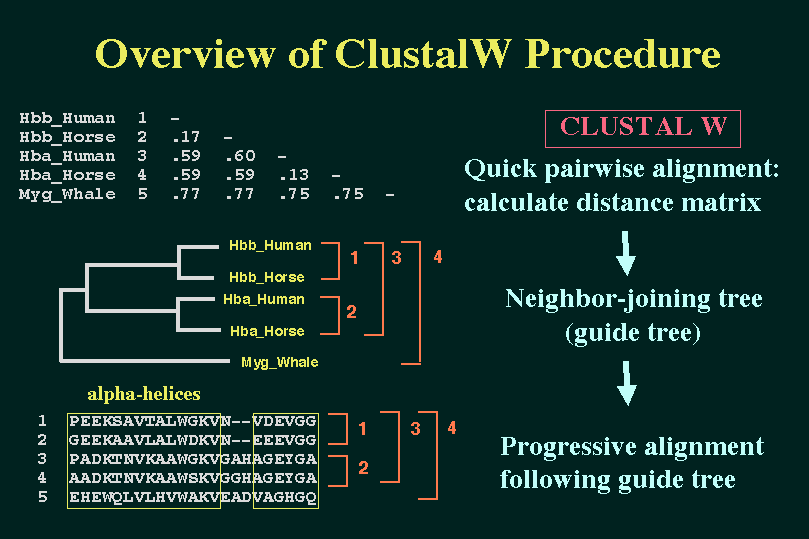 Overview of ClustalW Procedure
Hbb_Human 1 -
Hbb_Horse 2 .17 -
Hba_Human 3 .59 .60 -
Hba_Horse 4 .59 .59 .13 -
Myg_Whale 5 .77 .77 .75 .75 -
CLUSTAL W
Quick pairwise alignment:
calculate distance matrix
Hbb_Human
Hbb_Horse
Hba_Human
Hba_Horse
Myg_Whale
1
2
3
4
Neighbor-joining tree
(guide tree)
alpha-helices
1 PEEKSAVTALWGKVN--VDEVGG
2 GEEKAAVLALWDKVN--EEEVGG
3 PADKTNVKAAWGKVGAHAGEYGA
4 AADKTNVKAAWSKVGGHAGEYGA
5 EHEWQLVLHVWAKVEADVAGHGQ
1
2
3
4
Progressive alignment
following guide tree